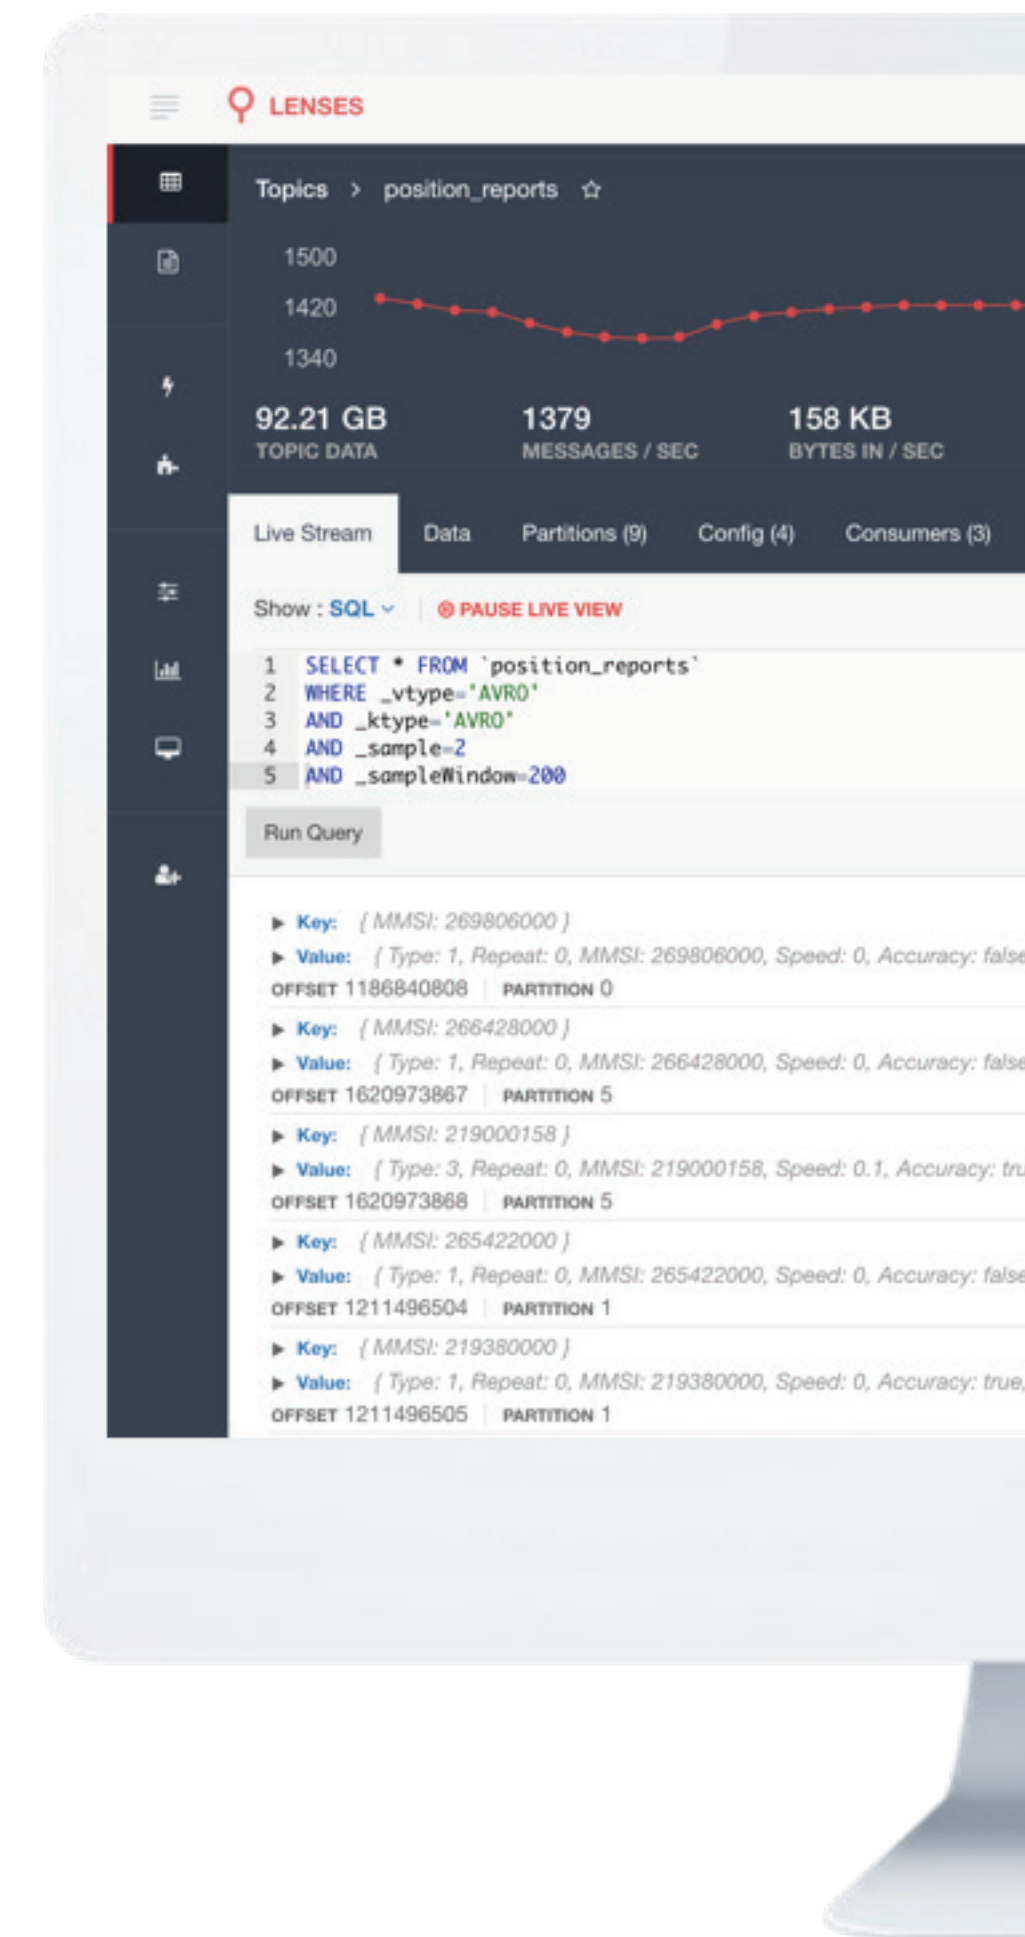 LENSES
Topics > position_reports
1500
1420
1340
92.21 GB 1379 158 KB
TOPIC DATA MESSAGES / SEC BYTES IN / SEC
Live Stream Data Partitions (9) Config (4) Consumers (3)
Show : SQL PAUSE LIVE VIEW
1 SELECT * FROM `position_reports`
2 WHERE _vtype='AVRO'
3 AND _ktype='AVRO'
4 AND _sample=2
5 AND _sampleWindow=200
Run Query
Key: { MMSI: 269806000 }
Value: { Type: 1, Repeat: 0, MMSI: 269806000, Speed: 0, Accuracy: false
OFFSET 1186840808 PARTITION 0
Key: { MMSI: 266428000 }
Value: { Type: 1, Repeat: 0, MMSI: 266428000, Speed: 0, Accuracy: false
OFFSET 1620973867 PARTITION 5
Key: { MMSI: 219000158 }
Value: { Type: 3, Repeat: 0, MMSI: 219000158, Speed: 0.1, Accuracy: tru
OFFSET 1620973868 PARTITION 5
Key: { MMSI: 265422000 }
Value: { Type: 1, Repeat: 0, MMSI: 265422000, Speed: 0, Accuracy: false
OFFSET 1211496504 PARTITION 1
Key: { MMSI: 219380000 }
Value: { Type: 1, Repeat: 0, MMSI: 219380000, Speed: 0, Accuracy: true,
OFFSET 1211496505 PARTITION 1